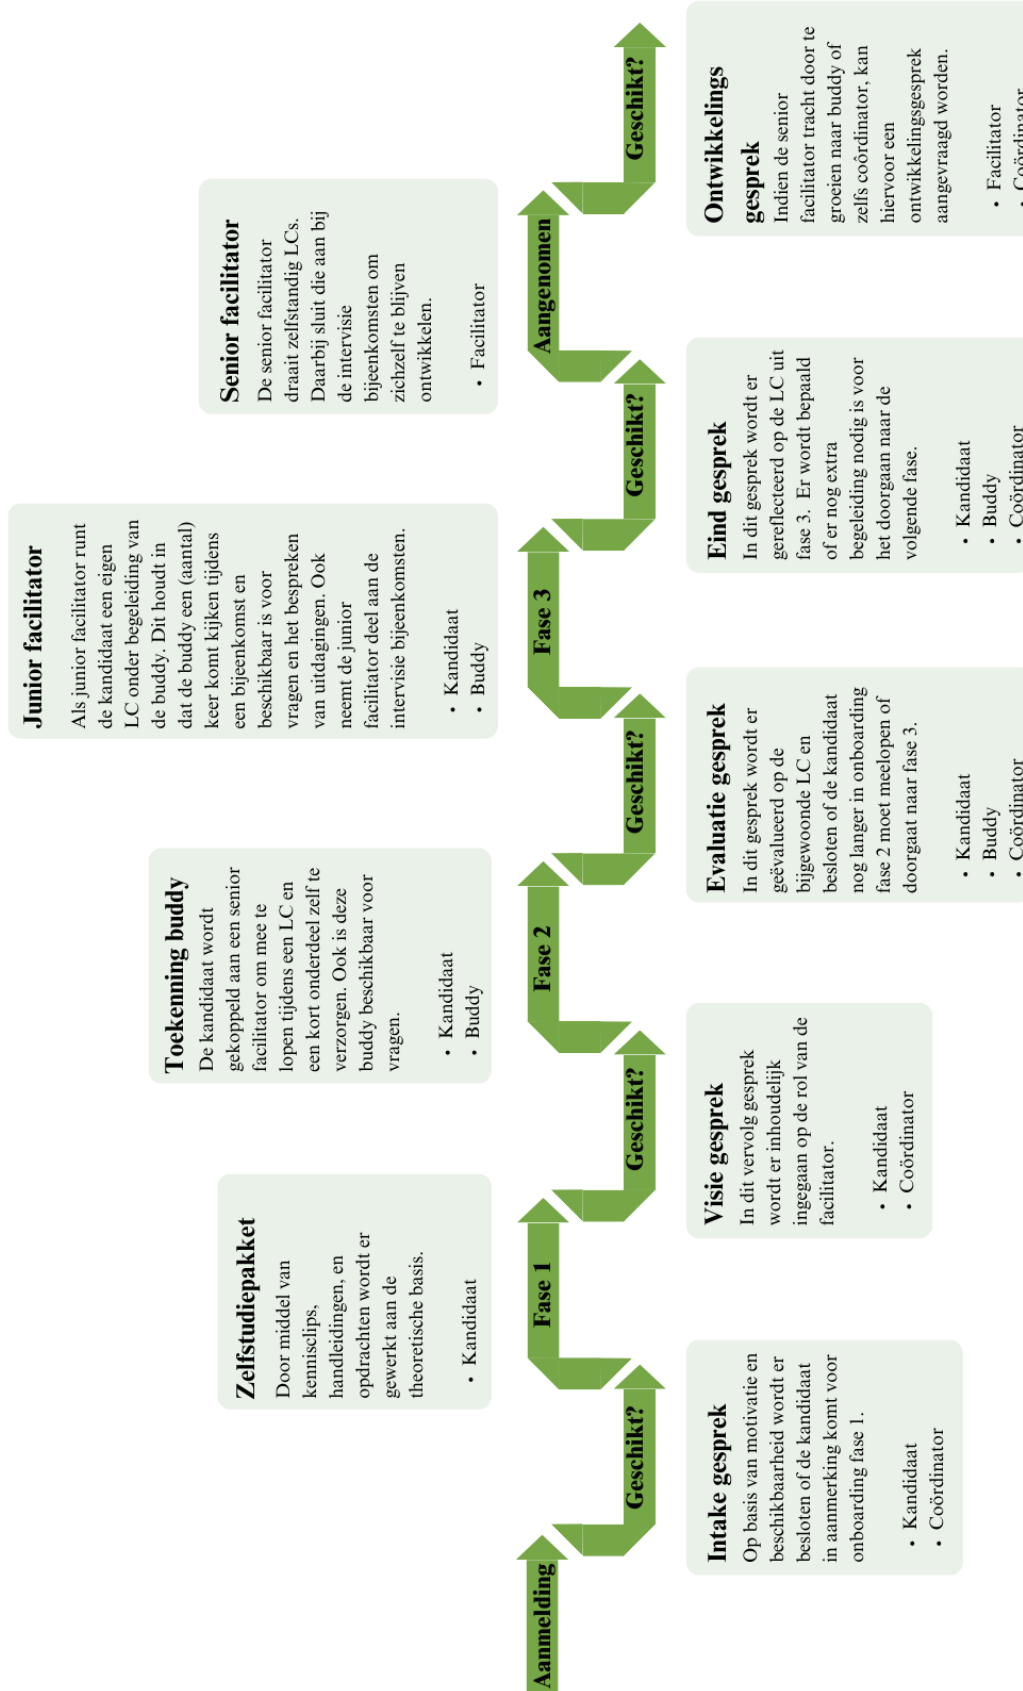 Junior facilitator
Als junior facilitator runt
de kandidaat een eigen
LC onder begeleiding van
de buddy. Dit houdt in
dat de buddy een (aantal)
keer komt kijken tijdens
een bijeenkomst en
beschikbaar is voor
vragen en het bespreken
van uitdagingen. Ook
neemt de junior
facilitator deel aan de
intervisie bijeenkomsten.
• Kandidaat
• Buddy
Zelfstudiepakket
Door middel van
kennisclips,
handleidingen, en
opdrachten wordt er
gewerkt aan de
theoretische basis.
• Kandidaat
Toekenning buddy
De kandidaat wordt
gekoppeld aan een senior
facilitator om mee te
lopen tijdens een LC en
een kort onderdeel zelf te
verzorgen. Ook is deze
buddy beschikbaar voor
vragen.
• Kandidaat
• Buddy
Senior facilitator
De senior facilitator
draait zelfstandig LCs.
Daarbij sluit die aan bij
de intervisie
bijeenkomsten om
zichzelf te blijven
ontwikkelen.
• Facilitator
Aanmelding
Geschikt?
Fase 1
Geschikt?
Fase 2
Geschikt?
Fase 3
Geschikt?
Aangenomen
Geschikt?
Intake gesprek
Op basis van motivatie en
beschikbaarheid wordt er
besloten of de kandidaat
in aanmerking komt voor
onboarding fase 1.
• Kandidaat
• Coördinator
Visie gesprek
In dit vervolg gesprek
wordt er inhoudelijk
ingegaan op de rol van de
facilitator.
• Kandidaat
• Coördinator
Evaluatie gesprek
In dit gesprek wordt er
geëvalueerd op de
bijgewoonde LC en
besloten of de kandidaat
nog langer in onboarding
fase 2 moet meelopen of
doorgaat naar fase 3.
• Kandidaat
• Buddy
• Coördinator
Eind gesprek
In dit gesprek wordt er
gereflecteerd op de LC uit
fase 3. Er wordt bepaald
of er nog extra
begeleiding nodig is voor
het doorgaan naar de
volgende fase.
• Kandidaat
• Buddy
• Coördinator
Ontwikkelings
gesprek
Indien de senior
facilitator tracht door te
groeien naar buddy of
zelfs coördinator, kan
hiervoor een
ontwikkelingsgesprek
aangevraagd worden.
• Facilitator
• Coördinator